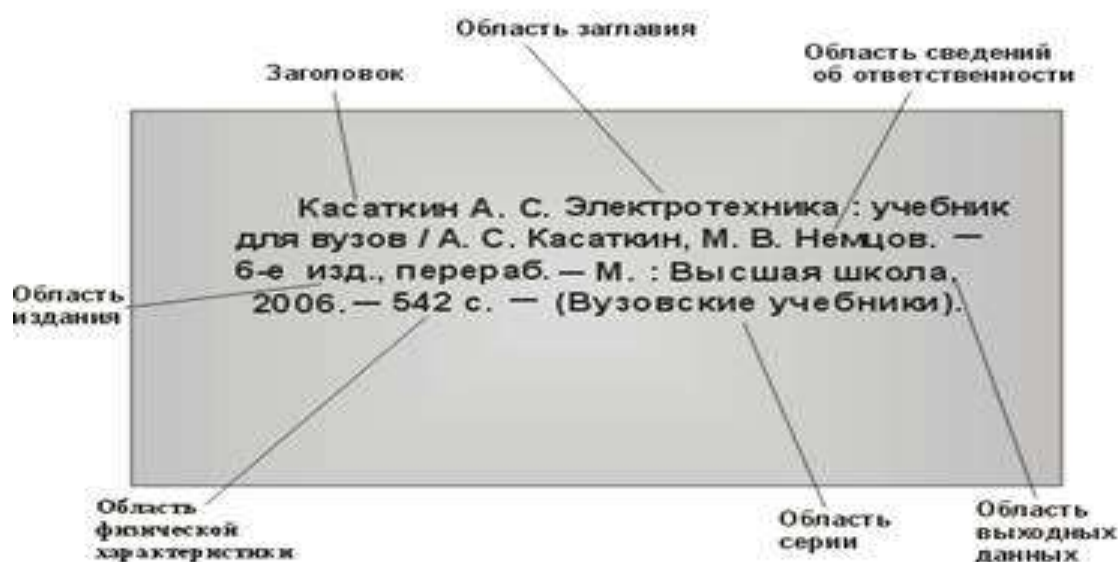 Область заглавия
Заголовок
Область сведений
об ответственности
Касаткин А. С. Электротехника : учебник
для вузов / А. С. Касаткин, М. В. Немцов. —
6-е изд., перераб. — М. : Высшая школа,
2006. — 542 с. — (Вузовские учебники).
Область
издания
Область
физической
характеристики
Область
серии
Область
выходных
данных